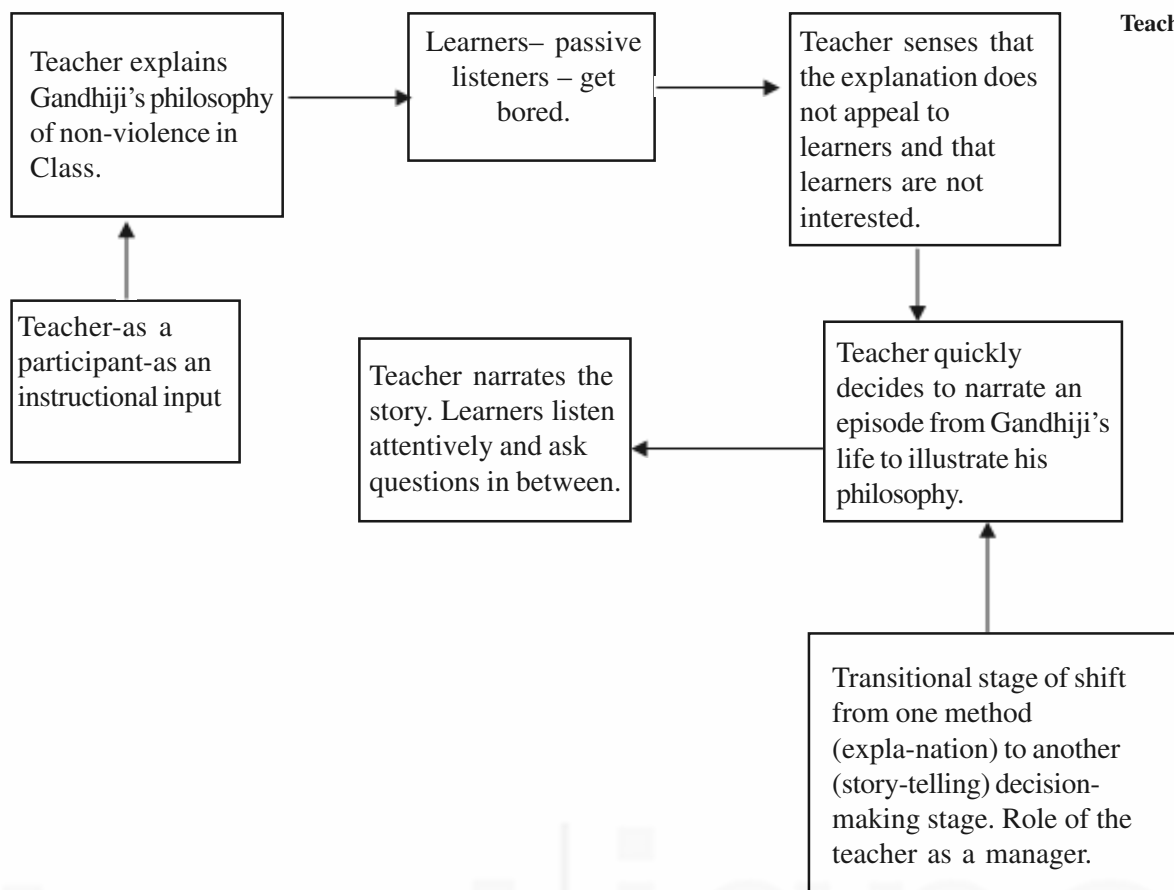 Teach
Teacher explains
Gandhiji's philosophy
of non-violence in
Class.
Learners– passive
listeners – get
bored.
Teacher senses that
the explanation does
not appeal to
learners and that
learners are not
interested.
Teacher-as a
participant-as an
instructional input
Teacher narrates the
story. Learners listen
attentively and ask
questions in between.
Teacher quickly
decides to narrate an
episode from Gandhiji's
life to illustrate his
philosophy.
Transitional stage of shift
from one method
(expla-nation) to another
(story-telling) decision-
making stage. Role of the
teacher as a manager.